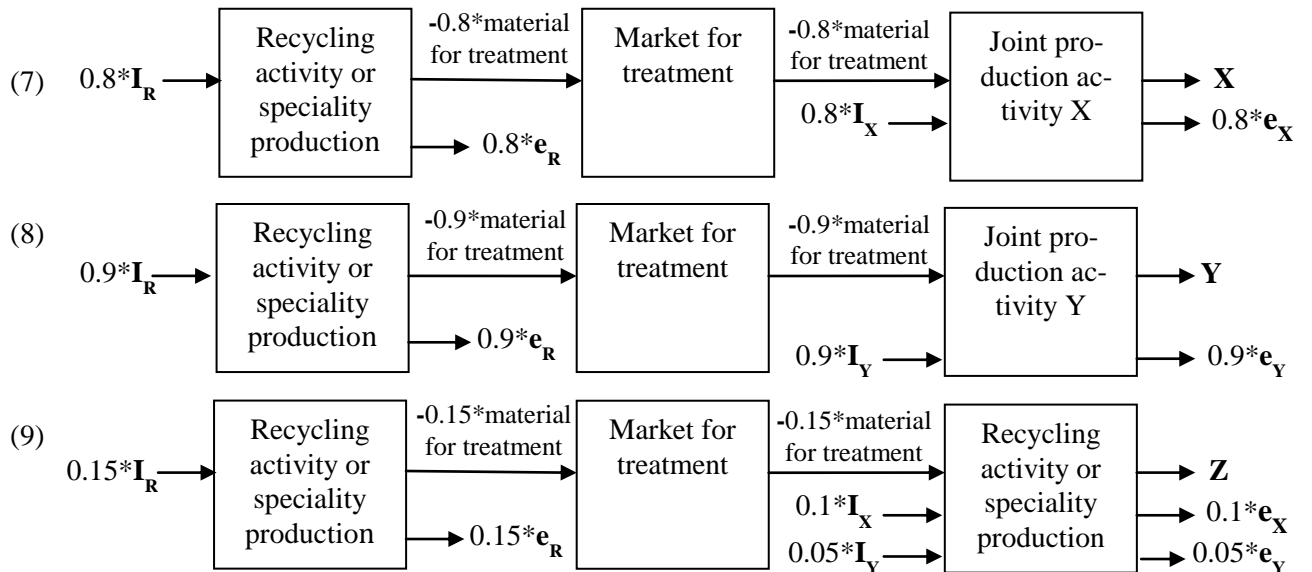 (7)
0.8*I_R
Recycling
activity or
speciality
production
-0.8*material
for treatment
0.8*e_R
Market for
treatment
-0.8*material
for treatment
0.8*I_X
Joint pro-
duction ac-
tivity X
X
0.8*e_X
(8)
0.9*I_R
Recycling
activity or
speciality
production
-0.9*material
for treatment
0.9*e_R
Market for
treatment
-0.9*material
for treatment
0.9*I_Y
Joint pro-
duction ac-
tivity Y
Y
0.9*e_Y
(9)
0.15*I_R
Recycling
activity or
speciality
production
-0.15*material
for treatment
0.15*e_R
Market for
treatment
-0.15*material
for treatment
0.1*I_X
0.05*I_Y
Recycling
activity or
speciality
production
Z
0.1*e_X
0.05*e_Y